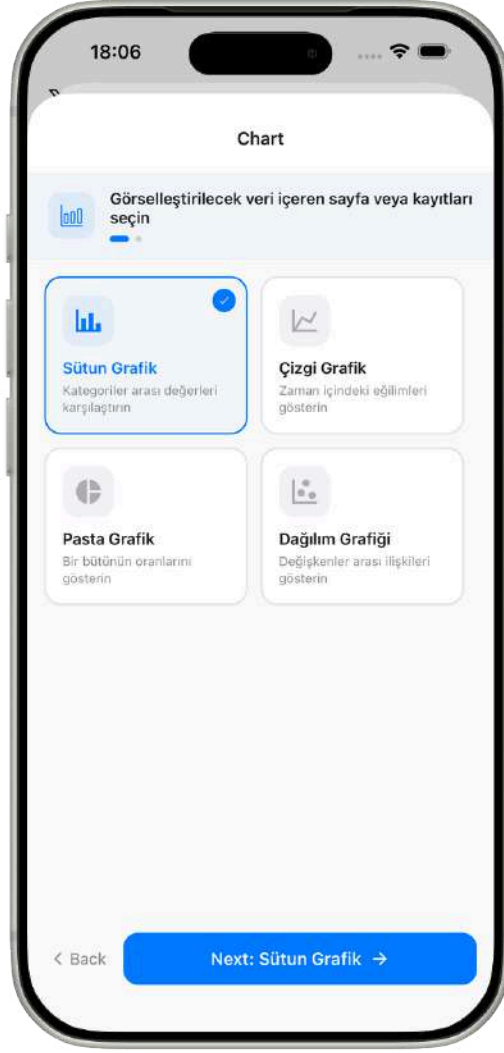 18:06
Chart
Görselleştirilecek veri içeren sayfa veya kayıtları
seçin
Sütun Grafik
Kategoriler arası değerleri
karşılaştırın
Çizgi Grafik
Zaman içindeki eğilimleri
gösterin
Pasta Grafik
Bir bütünün oranlarını
gösterin
Dağılım Grafiği
Değişkenler arası ilişkileri
gösterin
Back
Next: Sütun Grafik →